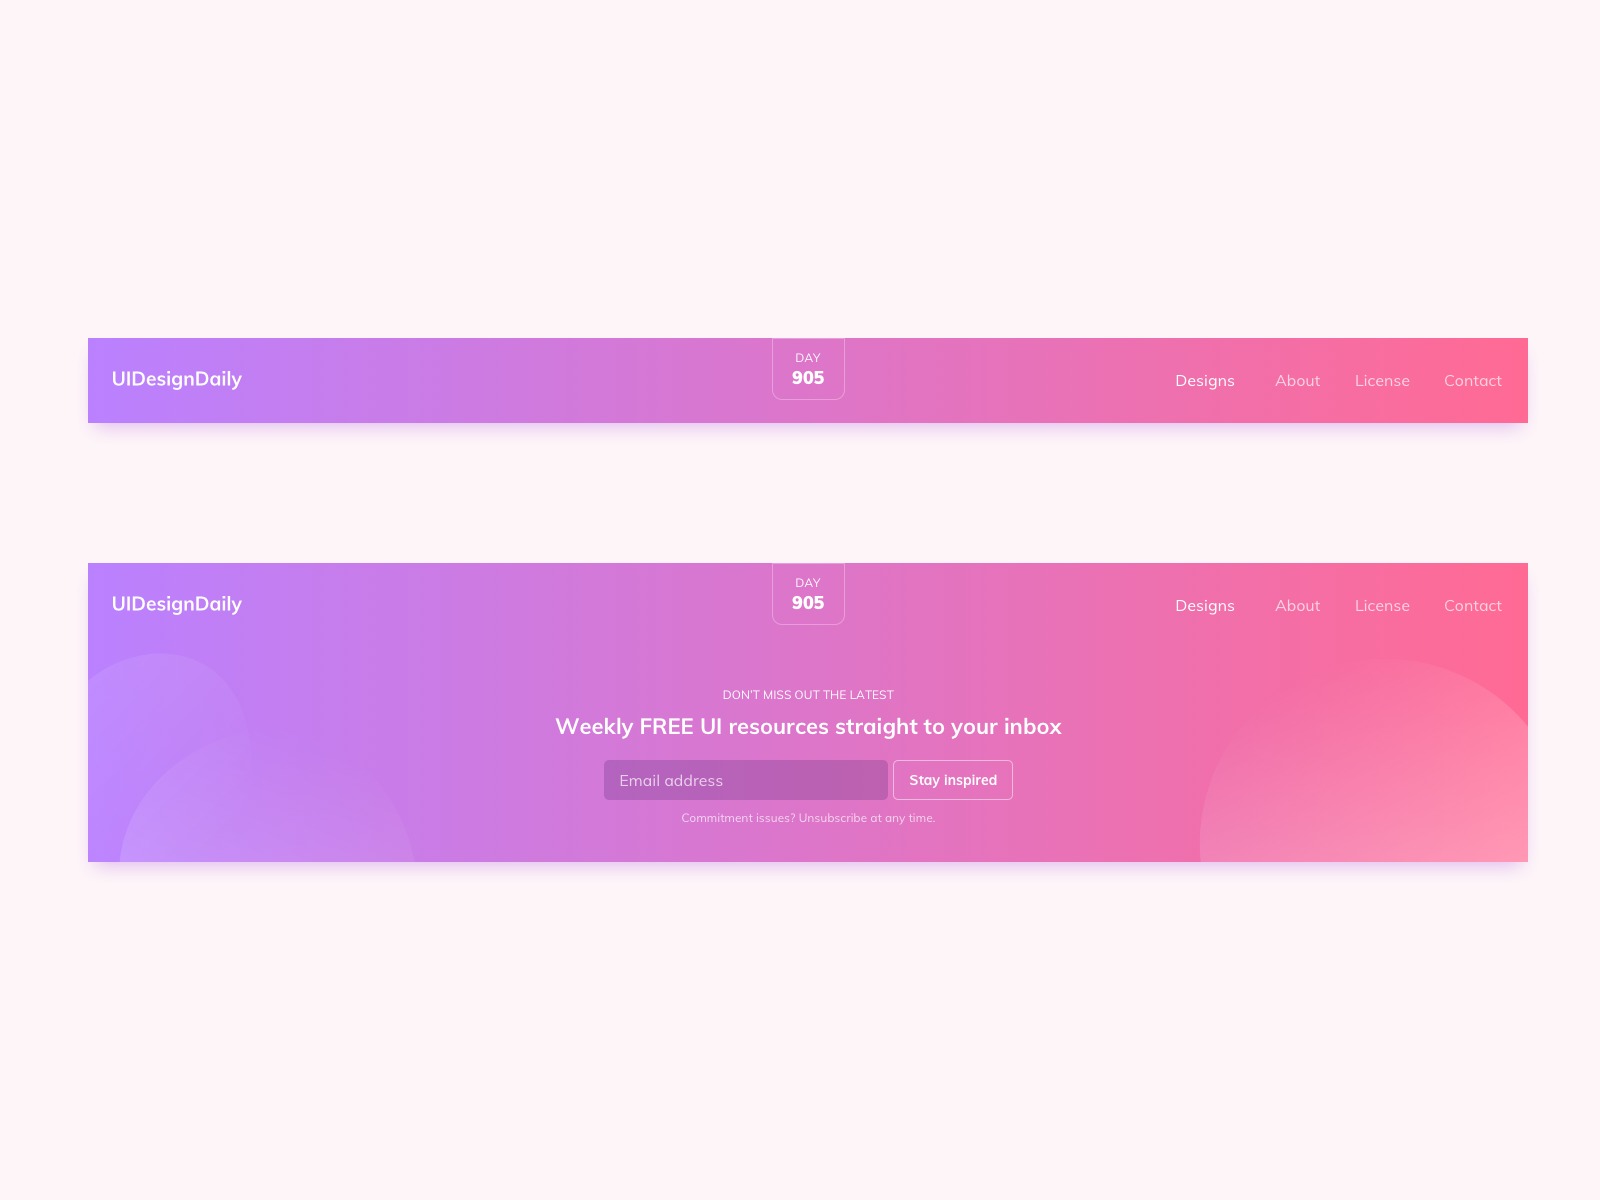 UIDesignDaily
DAY
905
Designs About License Contact
UIDesignDaily
DAY
905
Designs About License Contact
DON'T MISS OUT THE LATEST
Weekly FREE UI resources straight to your inbox
Email address
Stay inspired
Commitment issues? Unsubscribe at any time.